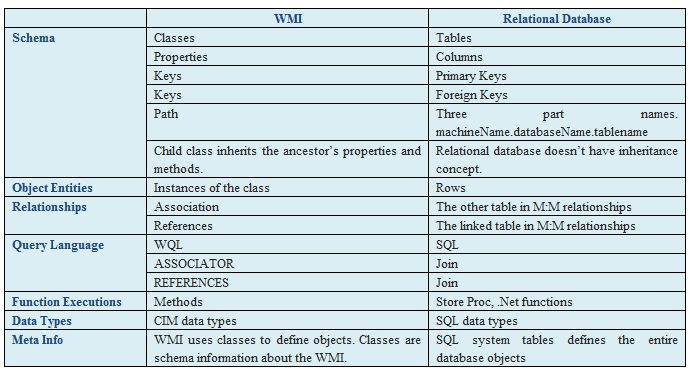 WMI Relational Database
Schema Classes Tables
Properties Columns
Keys Primary Keys
Keys Foreign Keys
Path Three part names.
machineName.databaseName.tablename
Child class inherits the ancestor’s properties and Relational database doesn’t have inheritance
methods. concept.
Object Entities Instances of the class Rows
Relationships Association The other table in M:M relationships
References The linked table in M:M relationships
Query Language WQL SQL
ASSOCIATOR Join
REFERENCES Join
Function Executions Methods Store Proc, .Net functions
Data Types CIM data types SQL data types
Meta Info WMI uses classes to define objects. Classes are SQL system tables defines the entire
schema information about the WMI. database objects